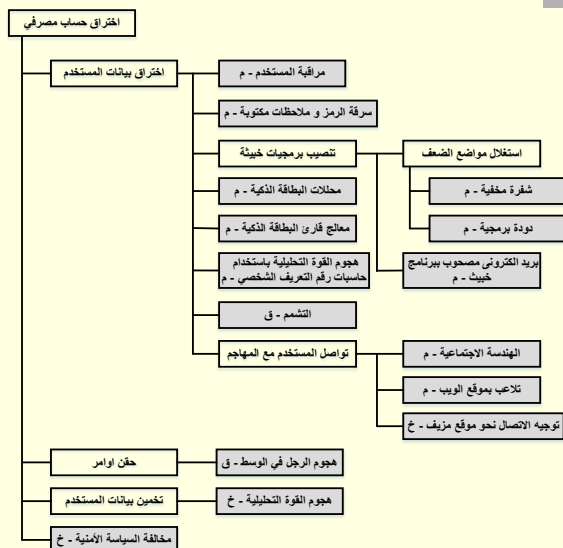 اختراق حساب مصرفي
اختراق بيانات المستخدم
مراقبة المستخدم - م
سرقة الرمز و ملاحظات مكتوبة - م
تنصيب برمجيات خبيثة
استغلال مواضع الضعف
شفرة مخفية - م
دودة برمجية - م
بريد الكتروني مصحوب ببرنامج
خبيث - م
محللات البطاقة الذكية - م
معالج قارئ البطاقة الذكية - م
هجوم القوة التحليلية باستخدام
حاسبات رقم التعريف الشخصي - م
التشمم - ق
تواصل المستخدم مع المهاجم
الهندسة الاجتماعية - م
تلاعب بموقع الويب - م
توجيه الاتصال نحو موقع مزيف - خ
حقن اوامر
هجوم الرجل في الوسط - ق
تخمين بيانات المستخدم
هجوم القوة التحليلية - خ
مخالفة السياسة الأمنية - خ